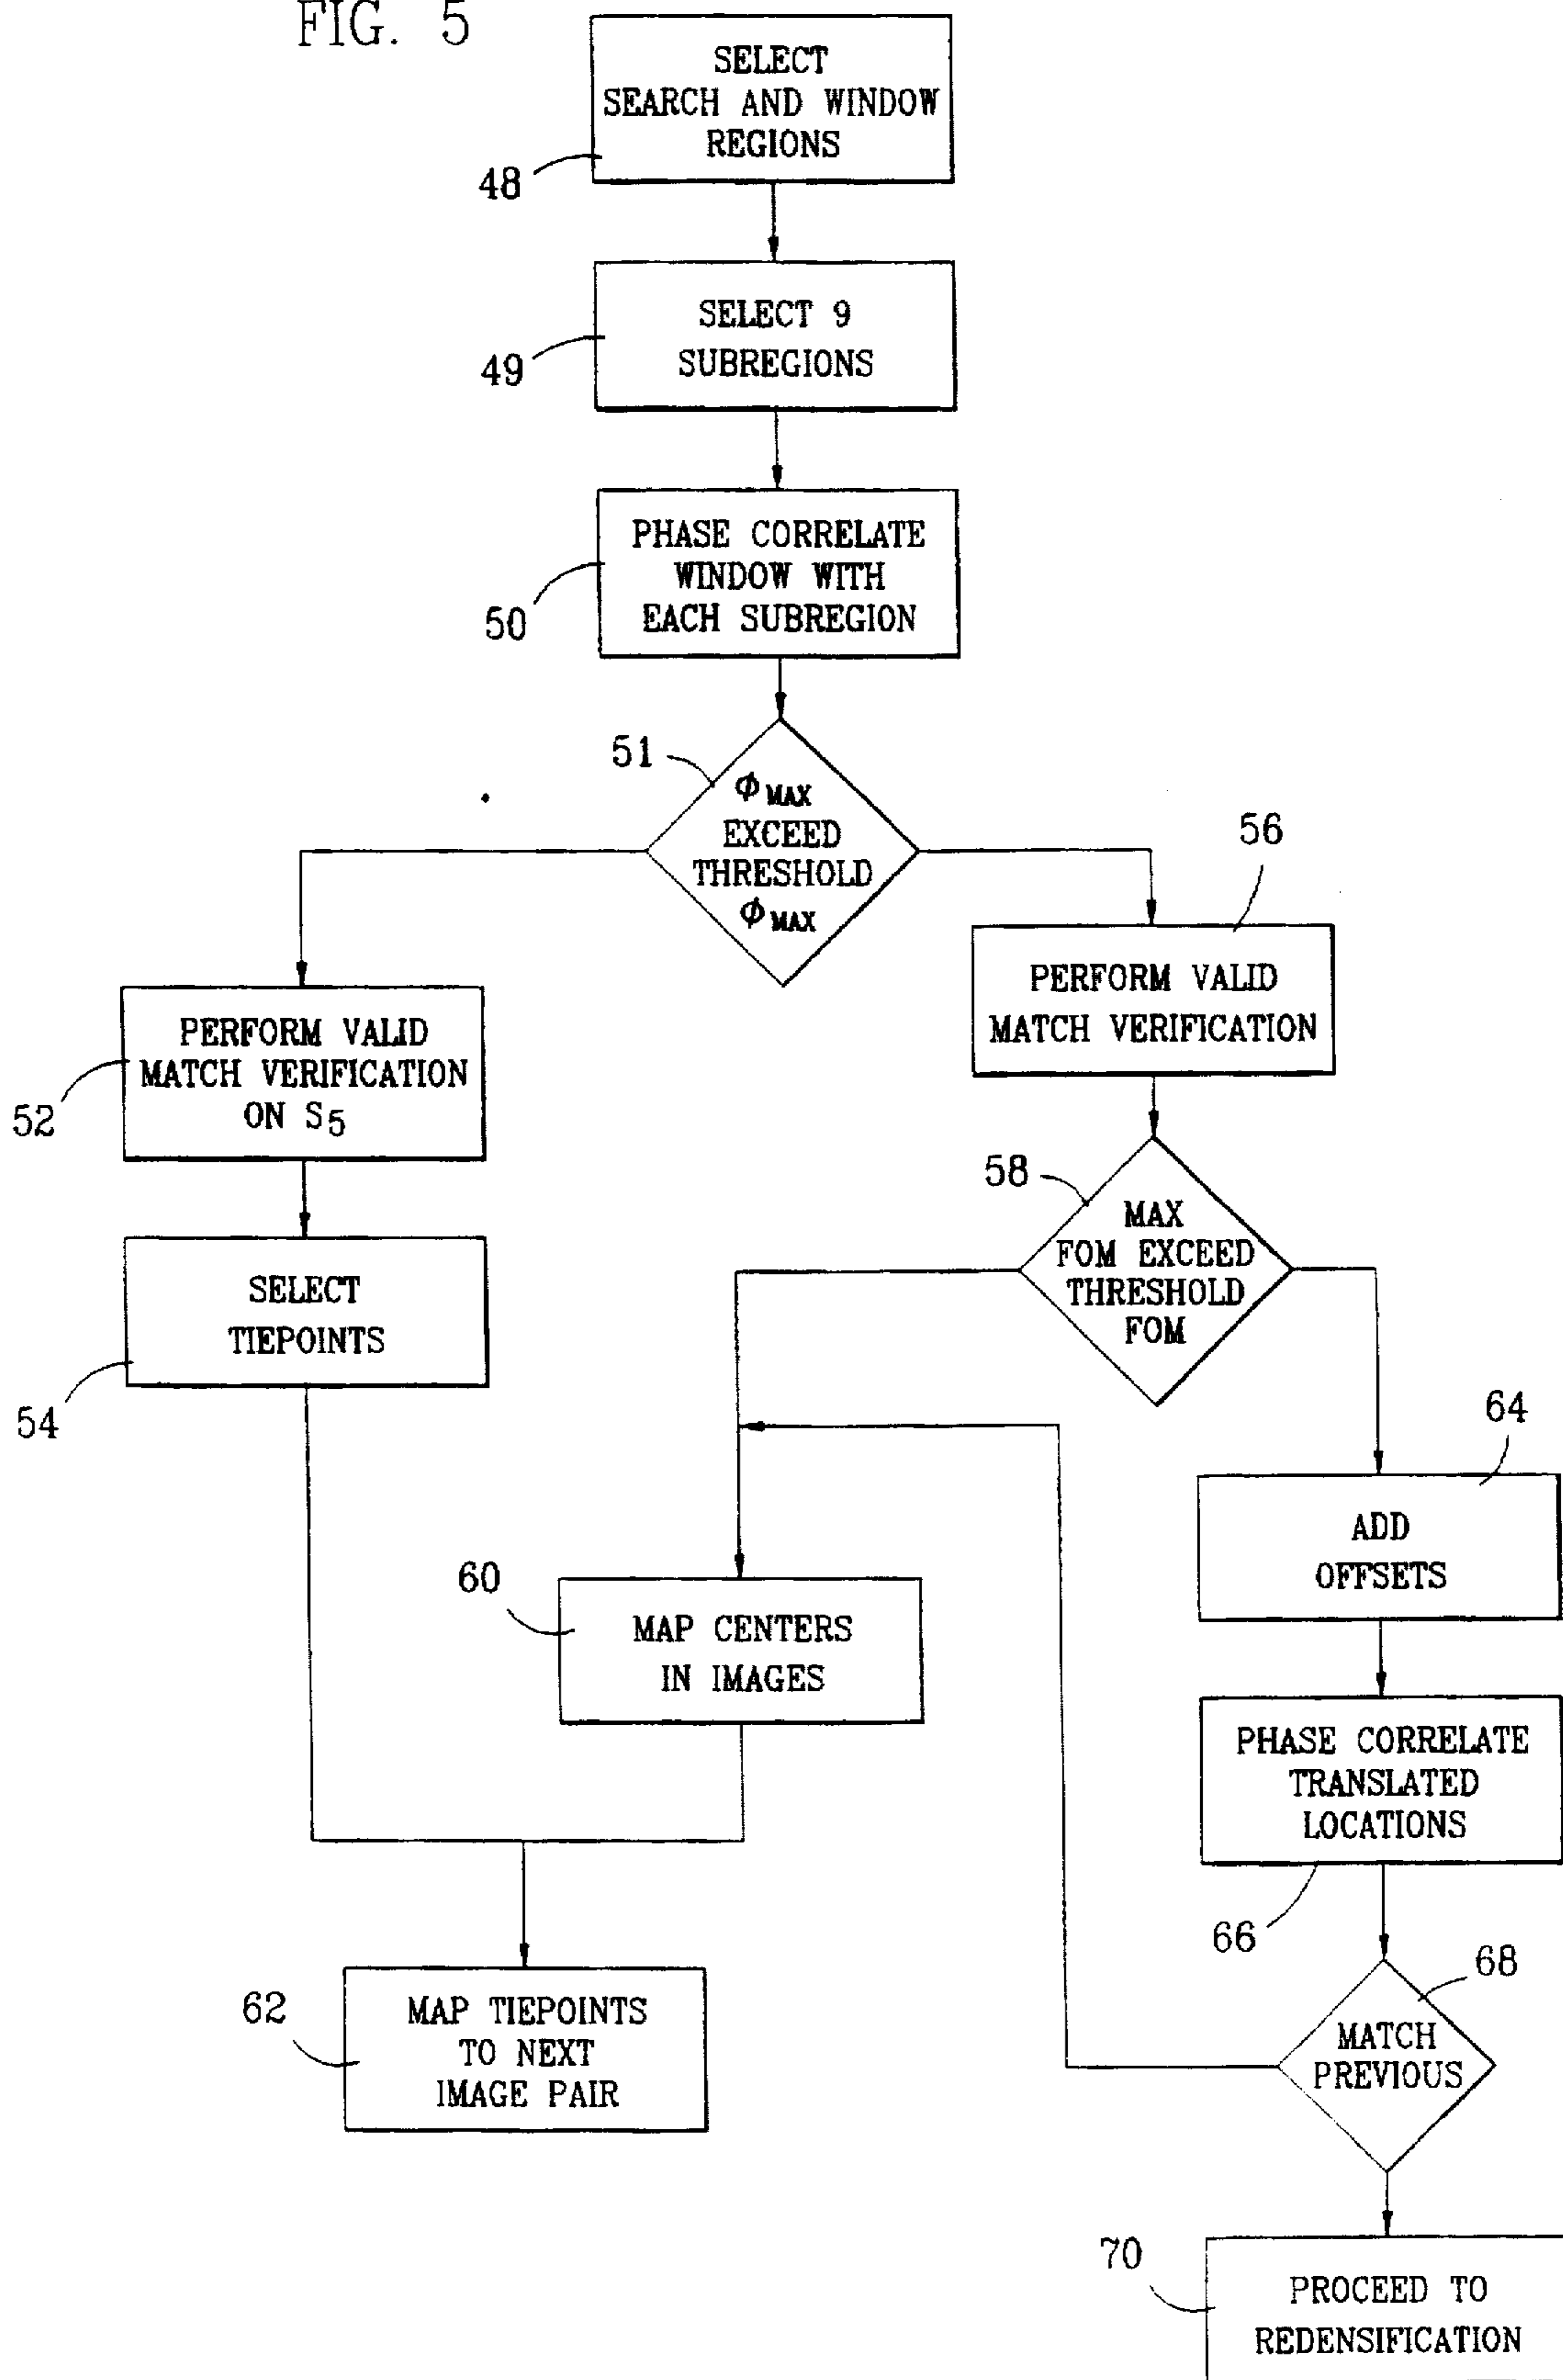 FIG. 5
SELECT
SEARCH AND WINDOW
REGIONS
48
SELECT 9
SUBREGIONS
49
PHASE CORRELATE
WINDOW WITH
EACH SUBREGION
50
51
Φ MAX
EXCEED
THRESHOLD
Φ MAX
56
PERFORM VALID
MATCH VERIFICATION
PERFORM VALID
MATCH VERIFICATION
ON S5
52
58
MAX
FOM EXCEED
THRESHOLD
FOM
SELECT
TIEPOINTS
54
64
ADD
OFFSETS
60
MAP CENTERS
IN IMAGES
PHASE CORRELATE
TRANSLATED
LOCATIONS
66
68
MATCH
PREVIOUS
62
MAP TIEPOINTS
TO NEXT
IMAGE PAIR
70
PROCEED TO
REDENSIFICATION